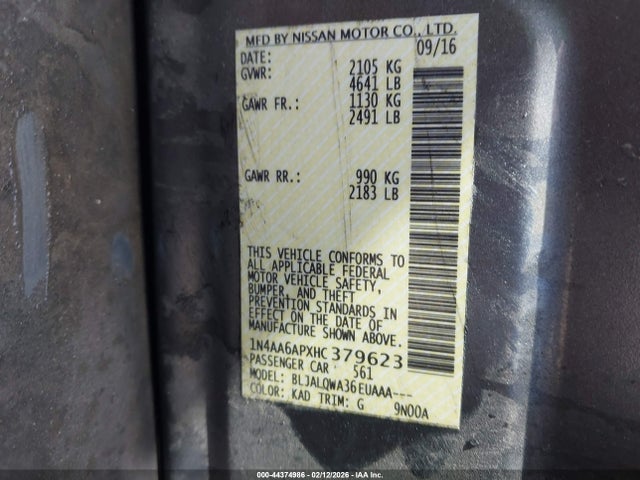 MFD BY NISSAN MOTOR CO., LTD.
DATE: 09/16
GVWR: 2105 KG
4641 LB
GAWR FR.: 1130 KG
2491 LB
GAWR RR.: 990 KG
2183 LB
THIS VEHICLE CONFORMS TO
ALL APPLICABLE FEDERAL
MOTOR VEHICLE SAFETY,
BUMPER, AND THEFT
PREVENTION STANDARDS IN
EFFECT ON THE DATE OF
MANUFACTURE SHOWN ABOVE.
1N4AA6APXHC379623
PASSENGER CAR 561
MODEL: BLJALQWA36EUAAA---
COLOR: KAD TRIM: G 9N00A
000-44374986 - 02/12/2026 - IAAI.COM